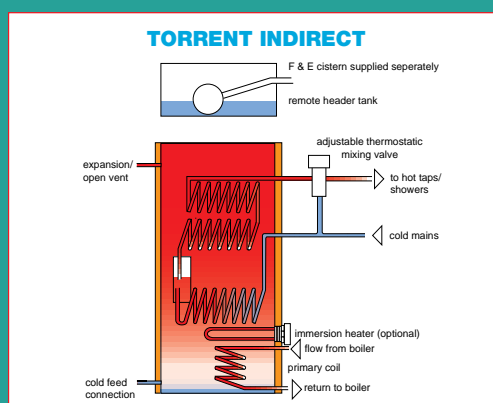 TORRENT INDIRECT
F & E cistern supplied seperately
remote header tank
adjustable thermostatic
mixing valve
expansion/
open vent
to hot taps/
showers
cold mains
immersion heater (optional)
flow from boiler
primary coil
cold feed
connection
return to boiler